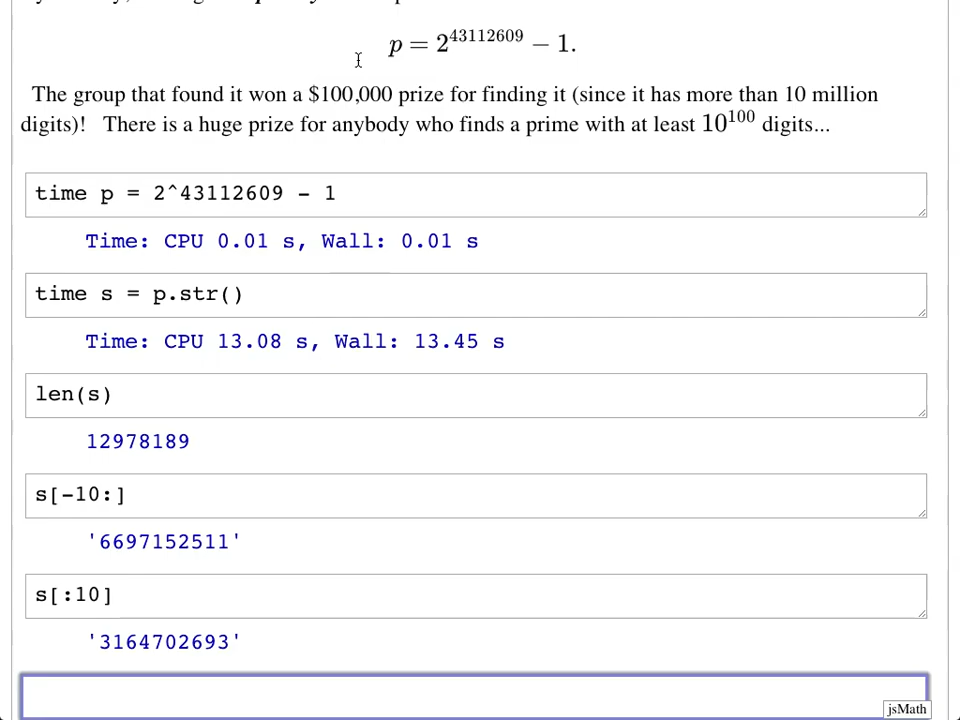 p = 2^43112609 − 1.
The group that found it won a $100,000 prize for finding it (since it has more than 10 million
digits)! There is a huge prize for anybody who finds a prime with at least 10^100 digits...
time p = 2^43112609 - 1
Time: CPU 0.01 s, Wall: 0.01 s
time s = p.str()
Time: CPU 13.08 s, Wall: 13.45 s
len(s)
12978189
s[-10:]
'6697152511'
s[:10]
'3164702693'
jsMath